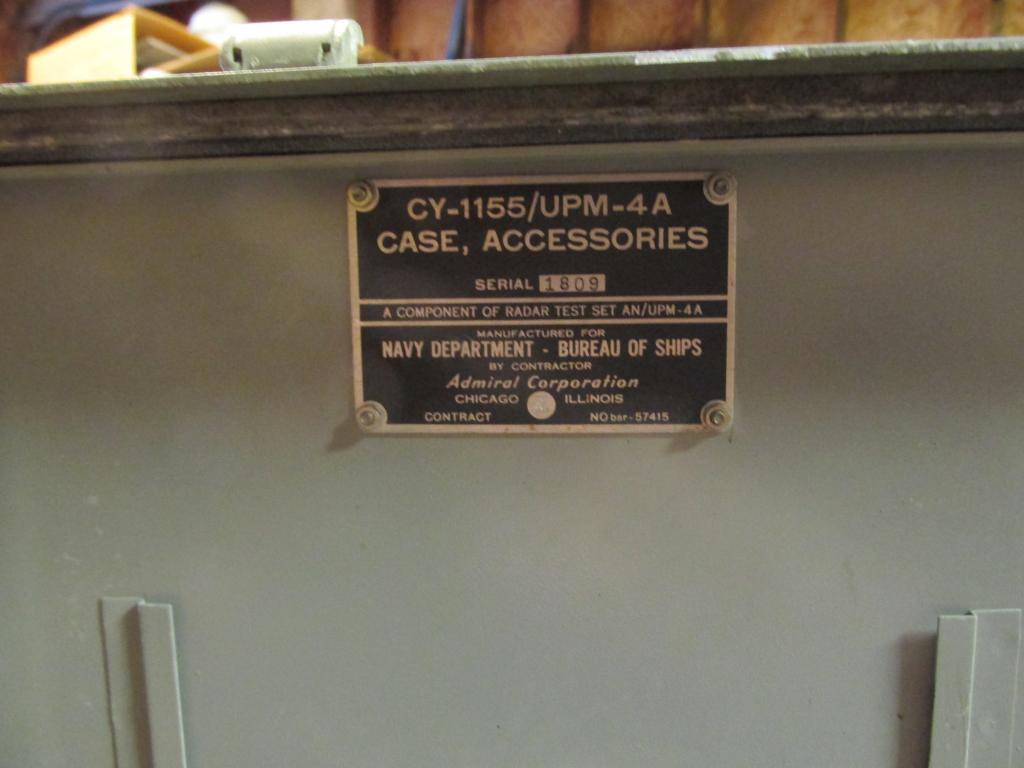 CY-1155/UPM-4A
CASE, ACCESSORIES
SERIAL 1809
A COMPONENT OF RADAR TEST SET AN/UPM-4A
MANUFACTURED FOR
NAVY DEPARTMENT - BUREAU OF SHIPS
BY CONTRACTOR
Admiral Corporation
CHICAGO ILLINOIS
CONTRACT NObsr-57415